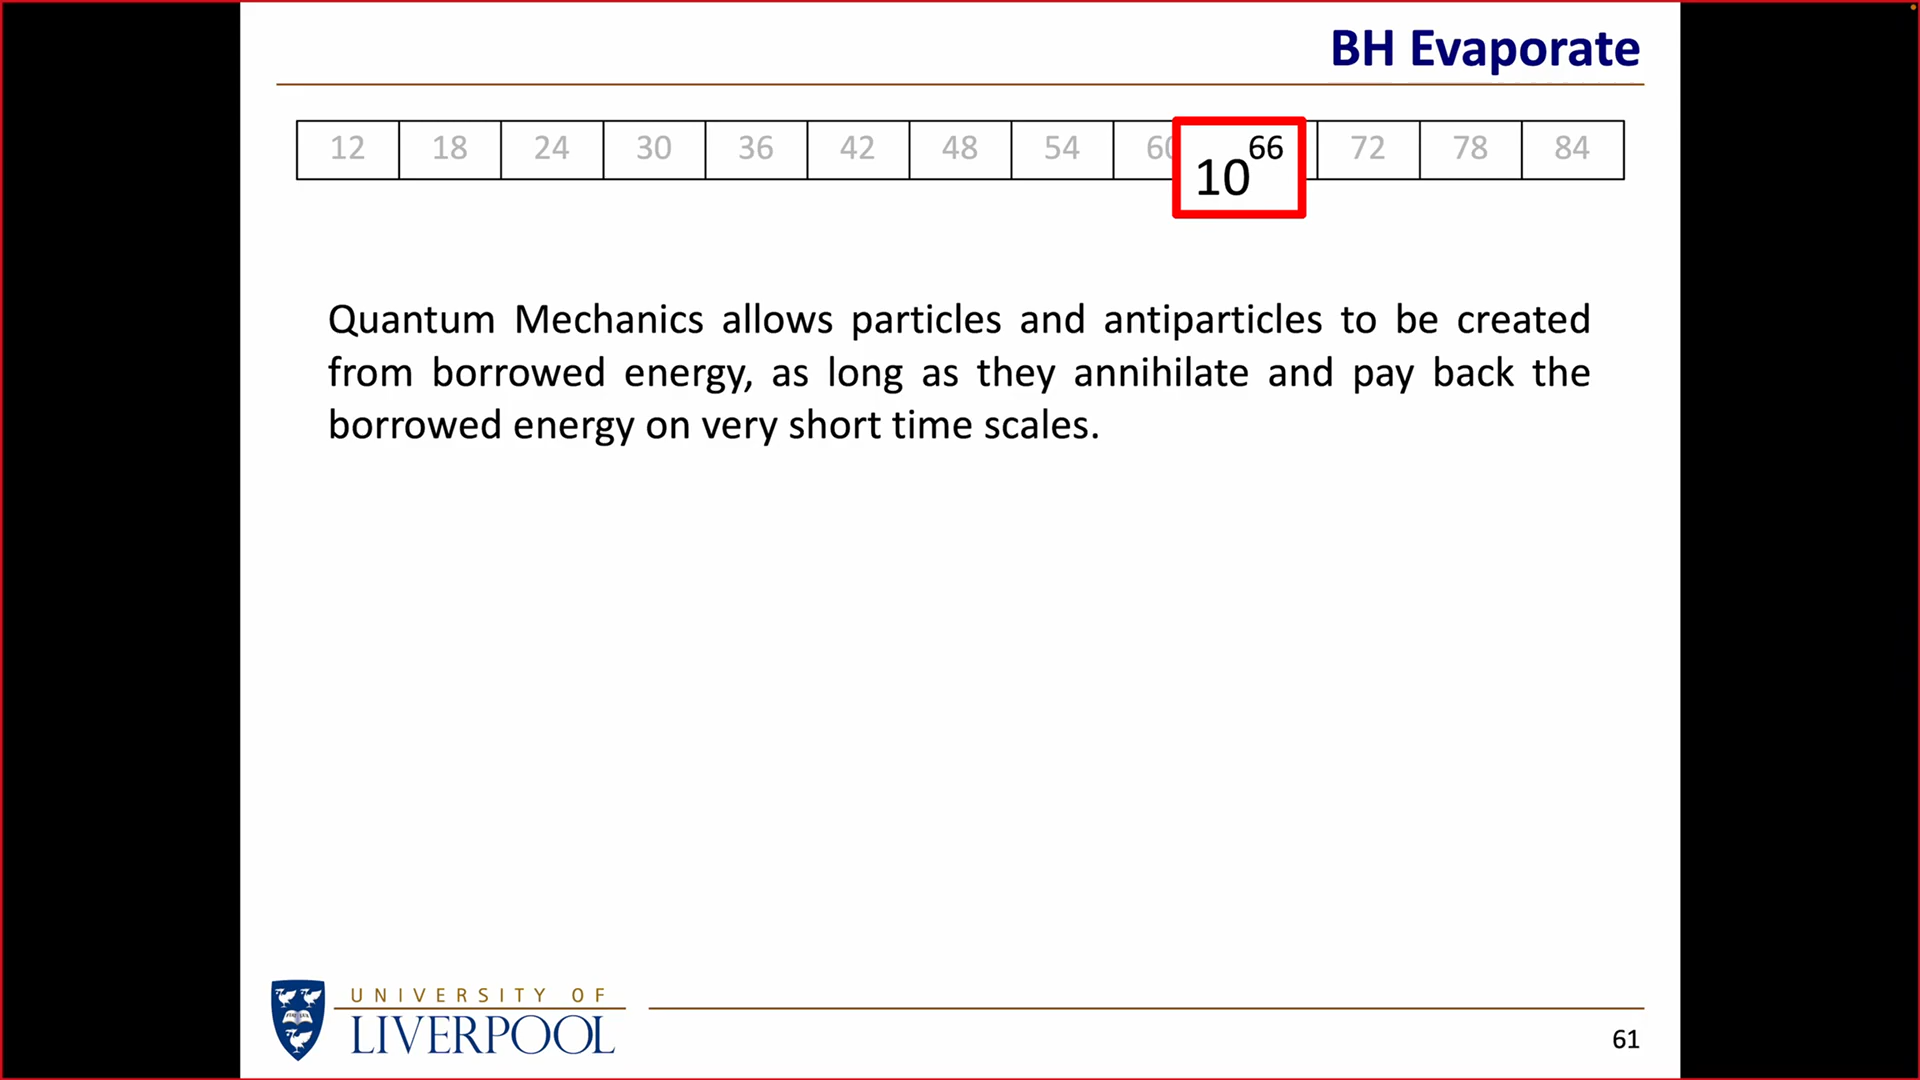 BH Evaporate
12 18 24 30 36 42 48 54 60 10^66 72 78 84
Quantum Mechanics allows particles and antiparticles to be created
from borrowed energy, as long as they annihilate and pay back the
borrowed energy on very short time scales.
UNIVERSITY OF
LIVERPOOL
61